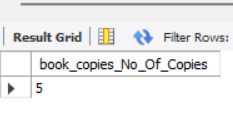 Result Grid Filter Rows:
book_copies_No_Of_Copies
5